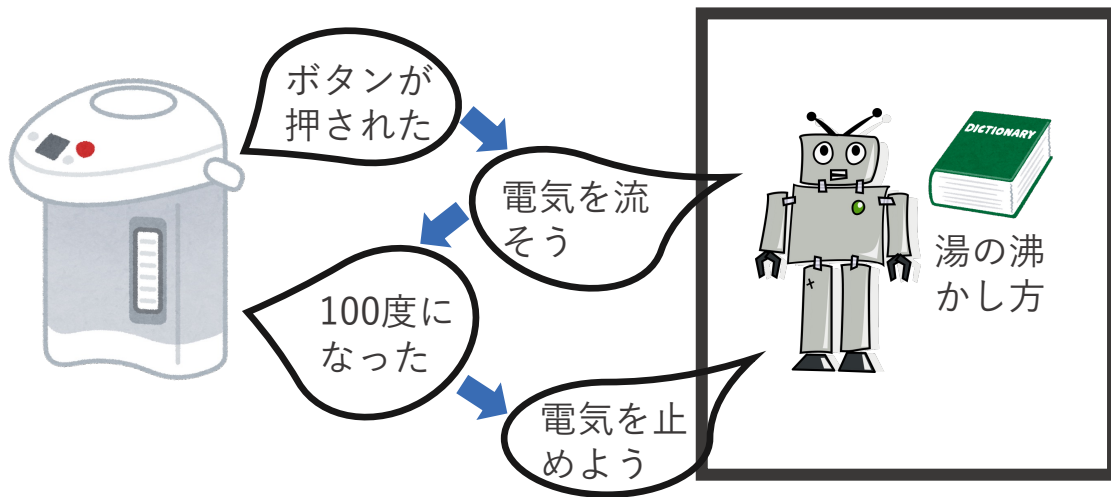 ボタンが
押された
電気を流
そう
100度に
なった
電気を止
めよう
DICTIONARY
湯の沸
かし方